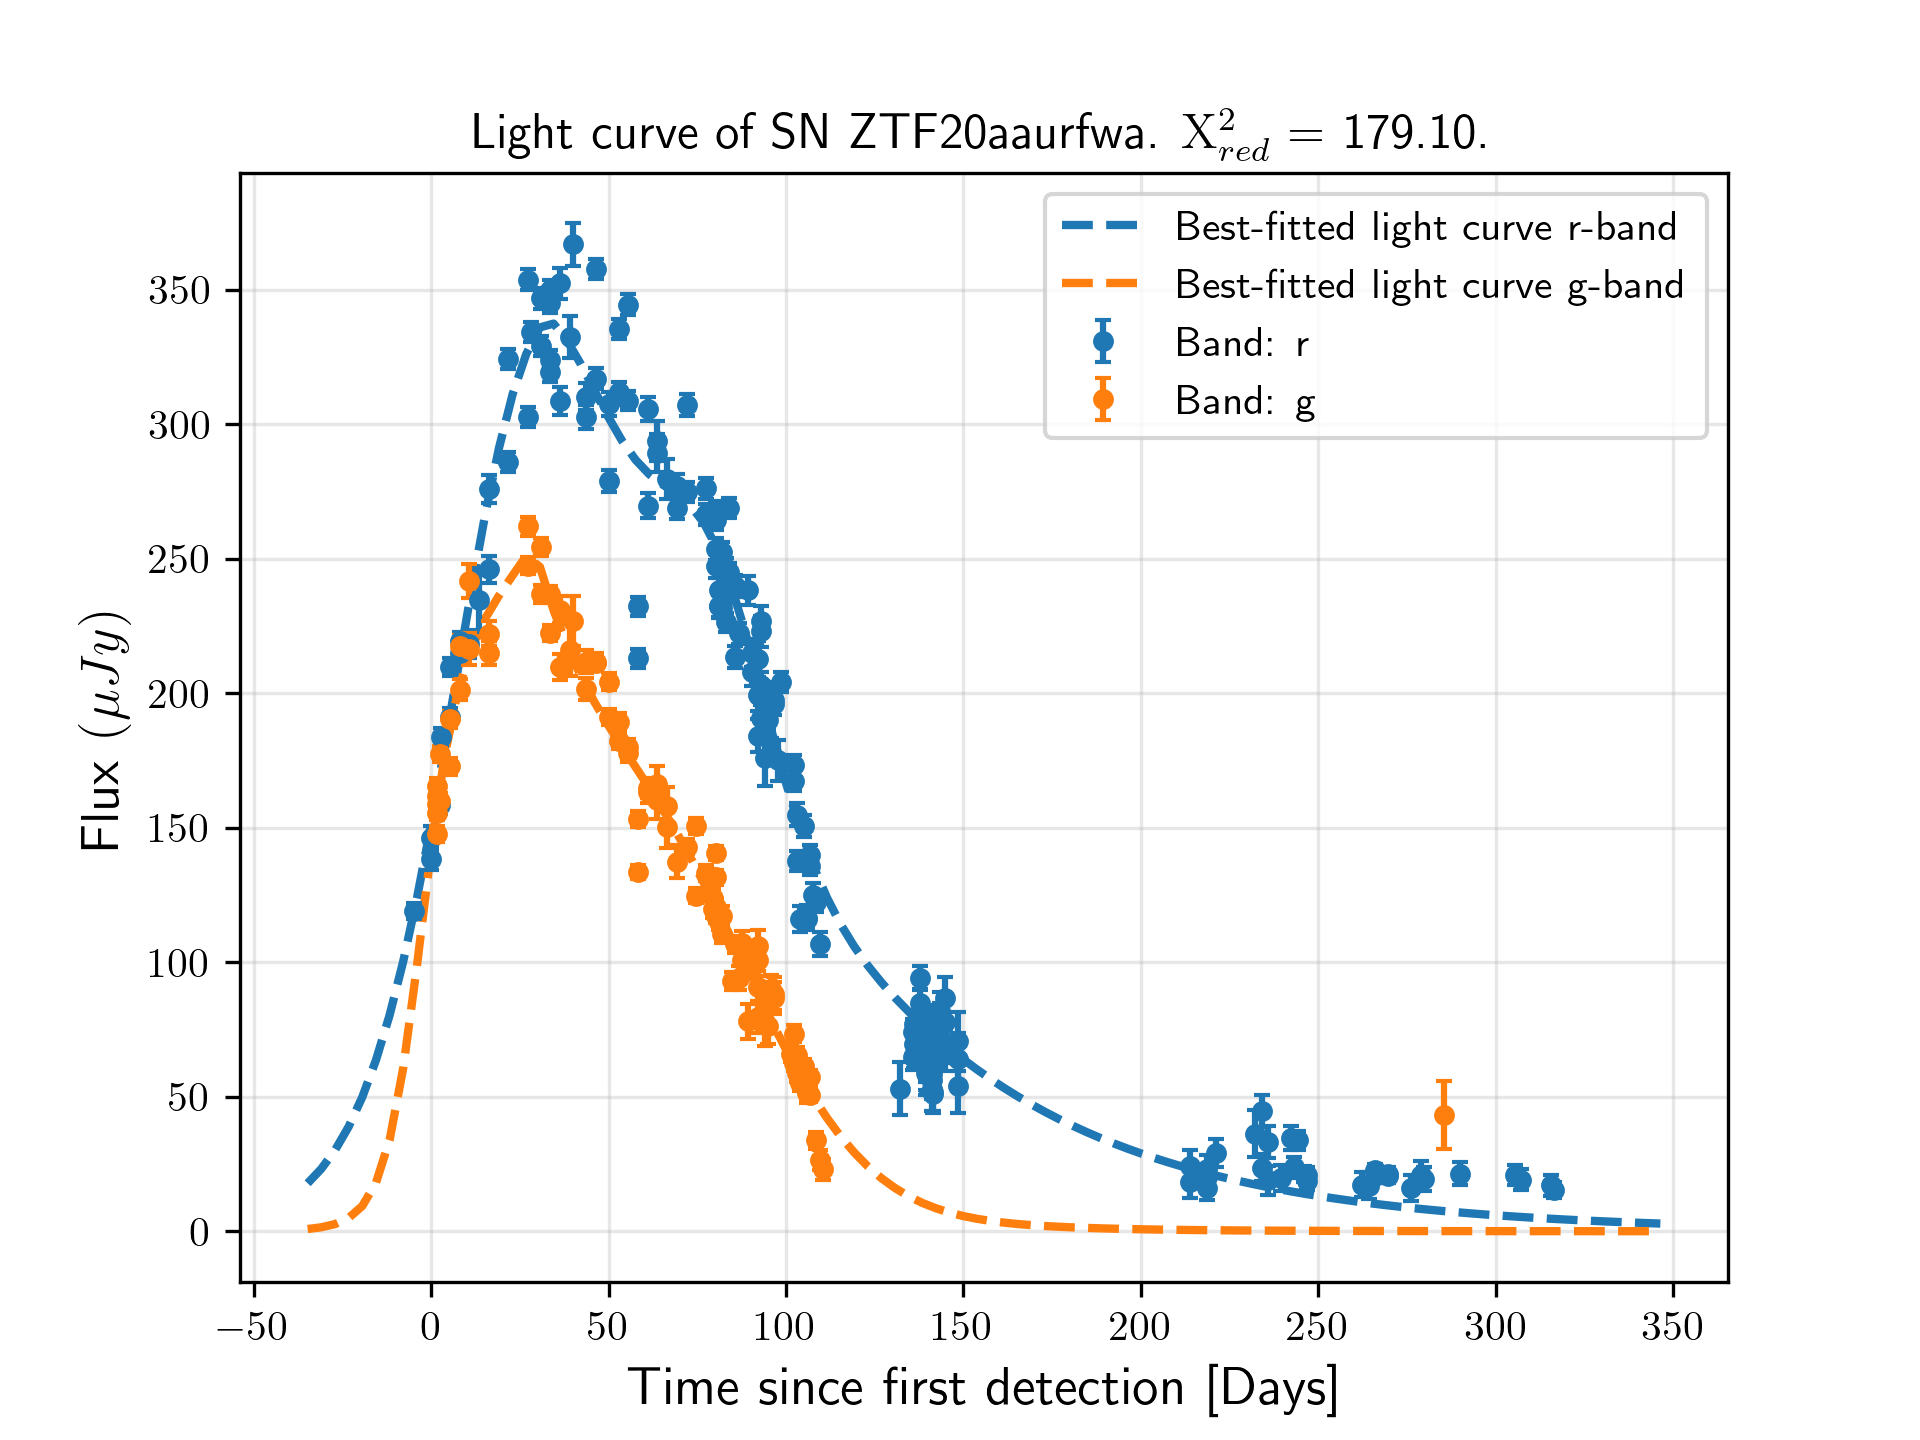 Light curve of SN ZTF20aaurfwa. X²red = 179.10.
Best-fitted light curve r-band
Best-fitted light curve g-band
Band: r
Band: g
Flux (μJy)
350
300
250
200
150
100
50
0
−50 0 50 100 150 200 250 300 350
Time since first detection [Days]